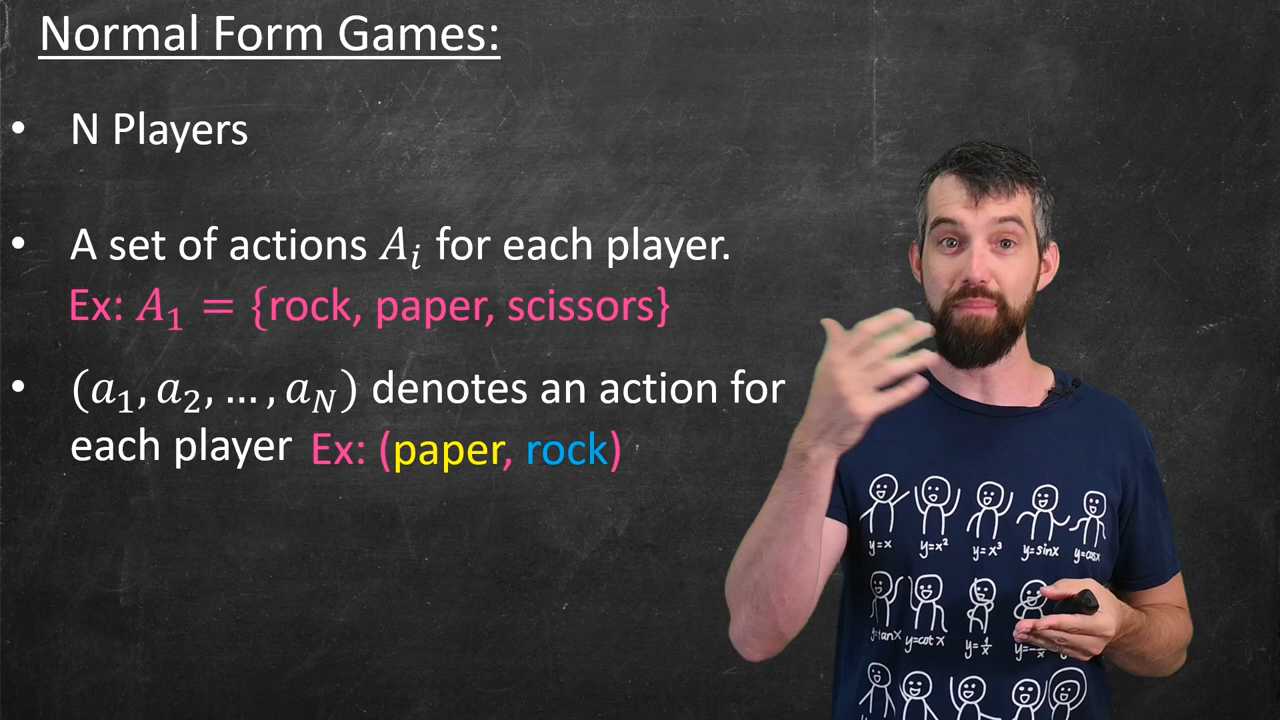 Normal Form Games:
• N Players
• A set of actions A_i for each player.
Ex: A_1 = {rock, paper, scissors}
• (a_1, a_2, …, a_N) denotes an action for
each player Ex: (paper, rock)
y=x y=x² y=x³ y=sinx y=cosx
y=tanx y=cotx y=1/x